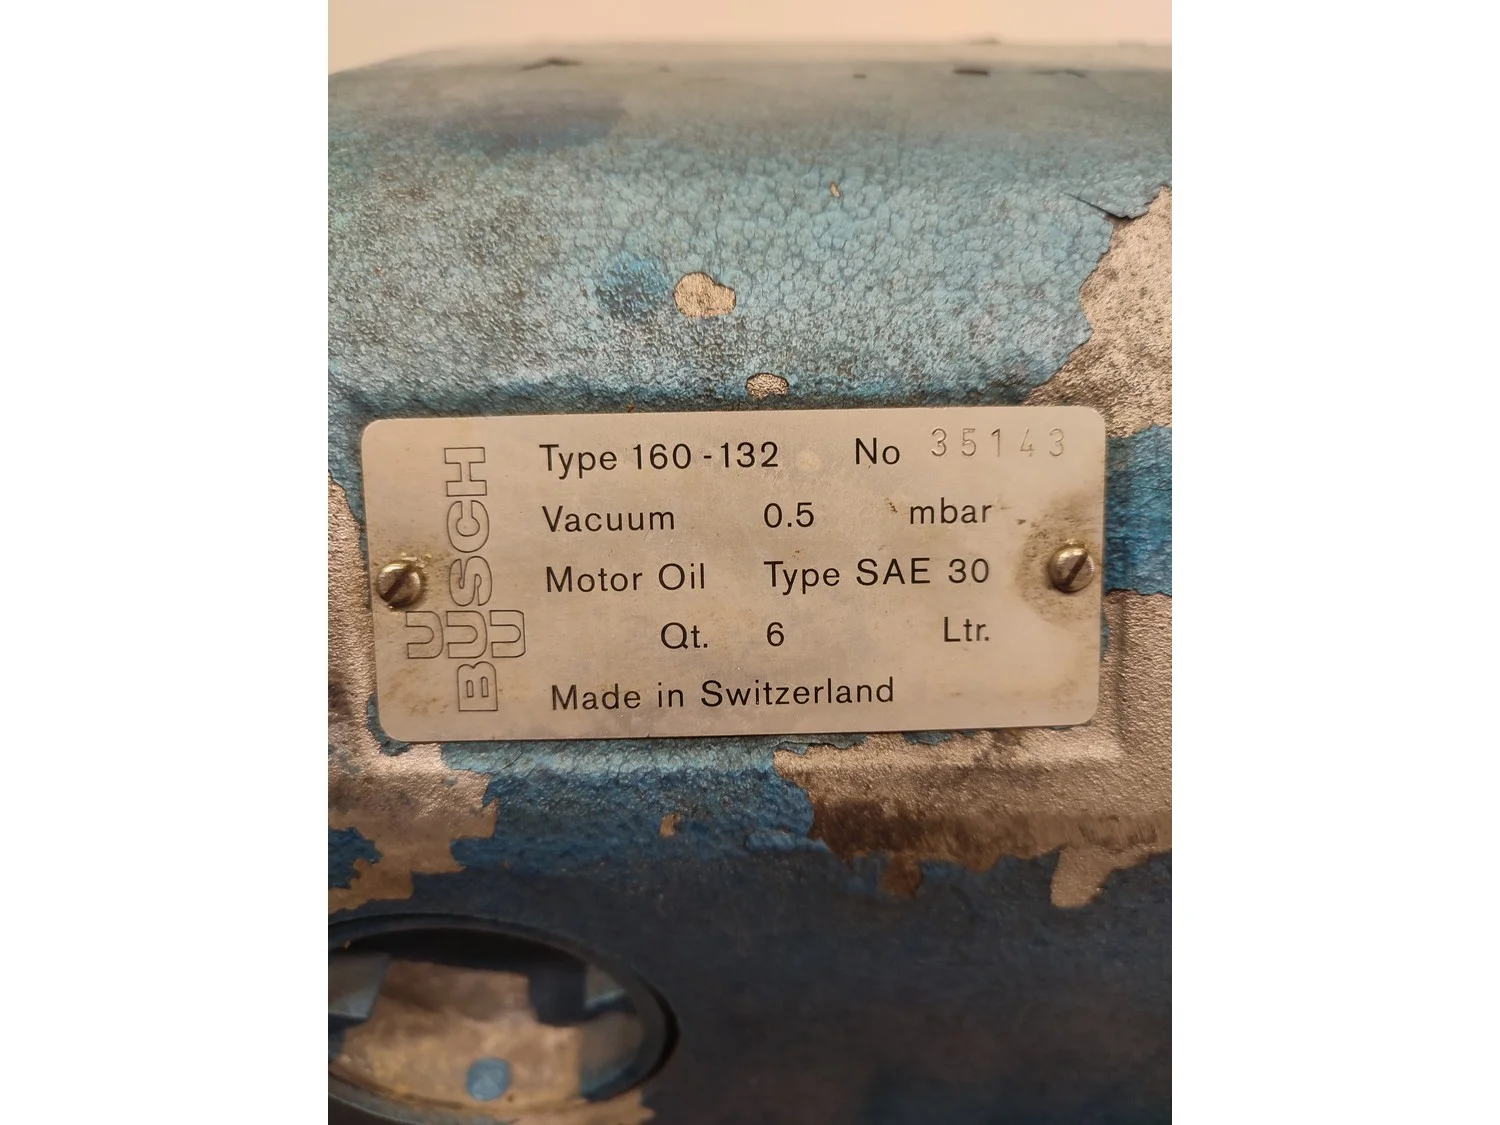 BUSCH
Type 160-132 No 35143
Vacuum 0.5 mbar
Motor Oil Type SAE 30
Qt. 6 Ltr.
Made in Switzerland